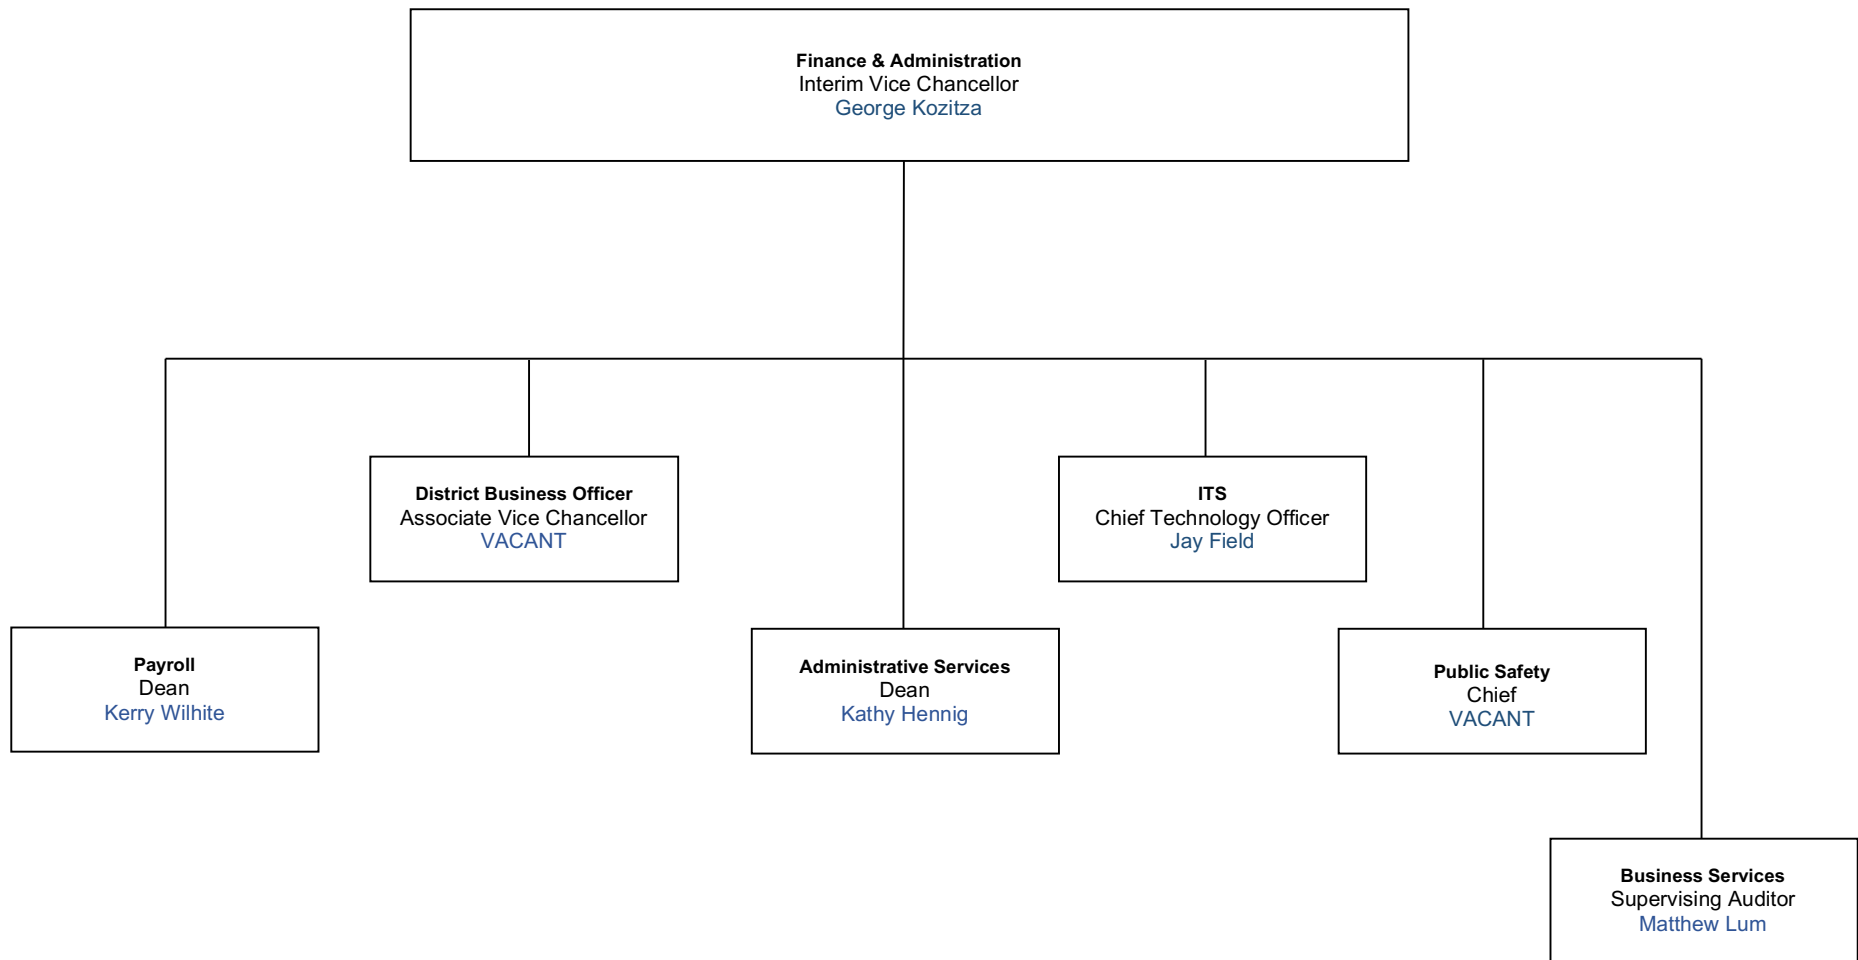 Finance & Administration
Interim Vice Chancellor
George Kozitza
District Business Officer
Associate Vice Chancellor
VACANT
ITS
Chief Technology Officer
Jay Field
Payroll
Dean
Kerry Wilhite
Administrative Services
Dean
Kathy Hennig
Public Safety
Chief
VACANT
Business Services
Supervising Auditor
Matthew Lum